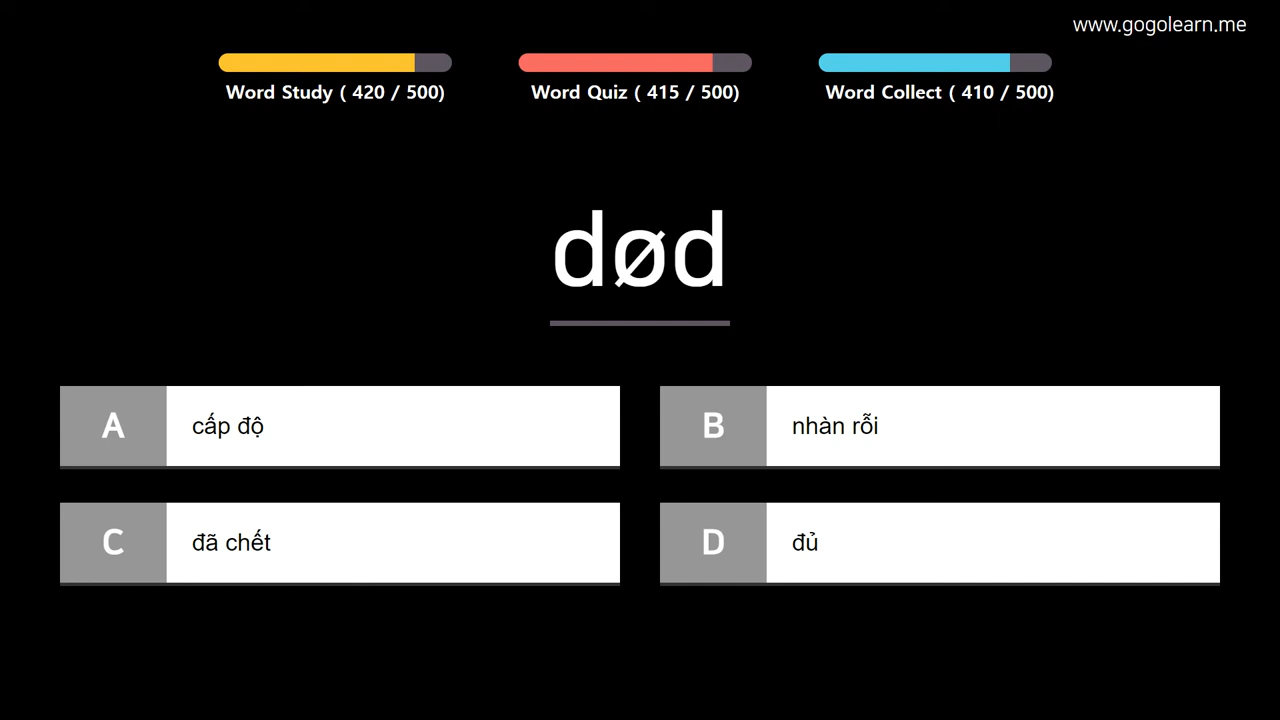 www.gogolearn.me
Word Study ( 420 / 500)
Word Quiz ( 415 / 500)
Word Collect ( 410 / 500)
død
A
cấp độ
B
nhàn rỗi
C
đã chết
D
đủ